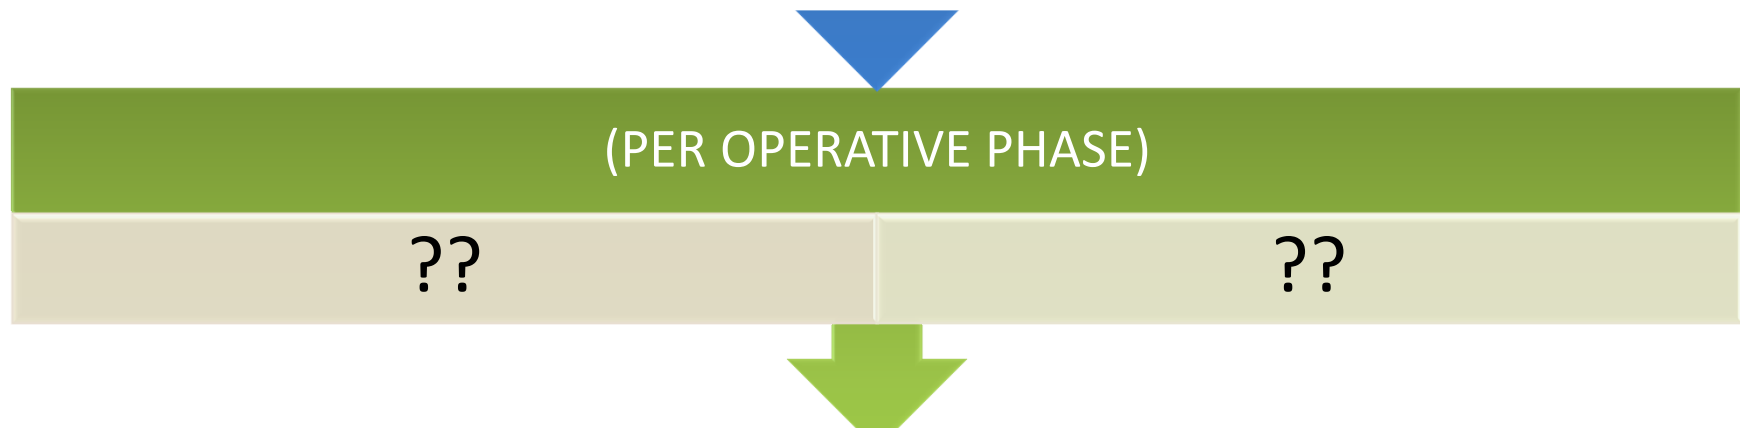 (PER OPERATIVE PHASE)
?? ??